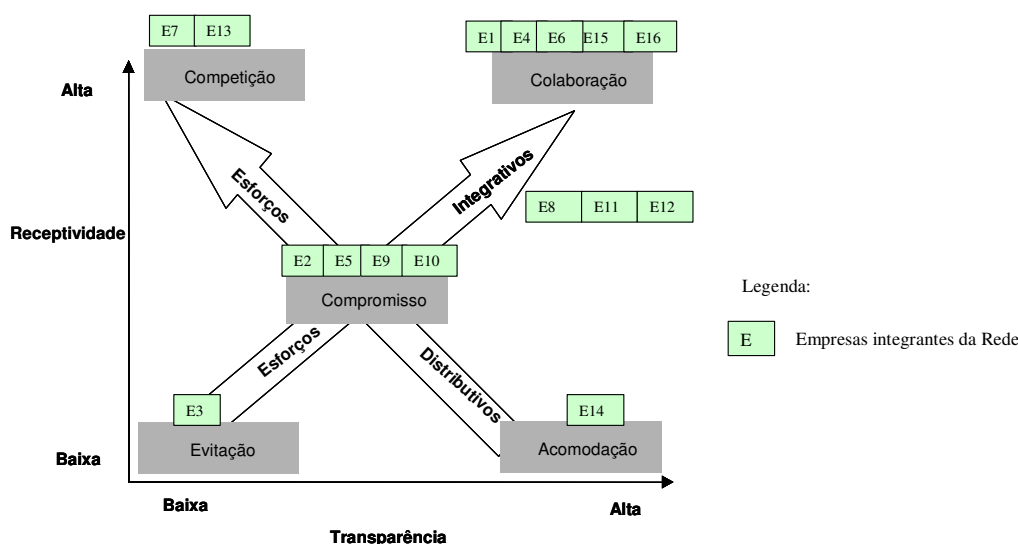 E7 E13
E1 E4 E6 E15 E16
Competição
Colaboração
Alta
Esforços
Integrativos
E8 E11 E12
Receptividade
E2 E5 E9 E10
Compromisso
Legenda:
E Empresas integrantes da Rede
Esforços
Distributivos
E3
E14
Evitação
Acomodação
Baixa
Baixa
Alta
Transparência